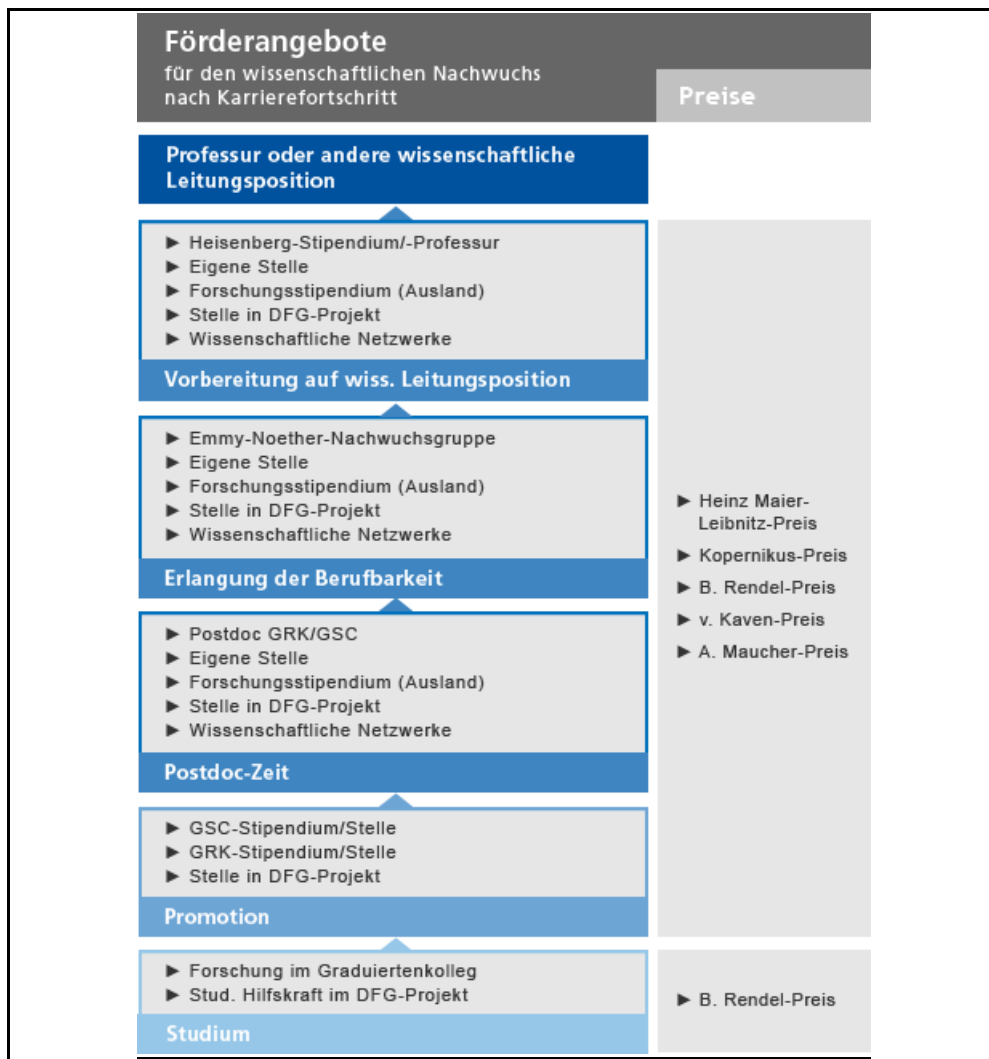 Förderangebote
für den wissenschaftlichen Nachwuchs
nach Karrierefortschritt
Preise
Professur oder andere wissenschaftliche
Leitungsposition
► Heisenberg-Stipendium/-Professur
► Eigene Stelle
► Forschungsstipendium (Ausland)
► Stelle in DFG-Projekt
► Wissenschaftliche Netzwerke
Vorbereitung auf wiss. Leitungsposition
► Emmy-Noether-Nachwuchsgruppe
► Eigene Stelle
► Forschungsstipendium (Ausland)
► Stelle in DFG-Projekt
► Wissenschaftliche Netzwerke
Erlangung der Berufbarkeit
► Postdoc GRK/GSC
► Eigene Stelle
► Forschungsstipendium (Ausland)
► Stelle in DFG-Projekt
► Wissenschaftliche Netzwerke
Postdoc-Zeit
► GSC-Stipendium/Stelle
► GRK-Stipendium/Stelle
► Stelle in DFG-Projekt
Promotion
► Heinz Maier-
Leibnitz-Preis
► Kopernikus-Preis
► B. Rendel-Preis
► v. Kaven-Preis
► A. Maucher-Preis
► Forschung im Graduiertenkolleg
► Stud. Hilfskraft im DFG-Projekt
Studium
► B. Rendel-Preis